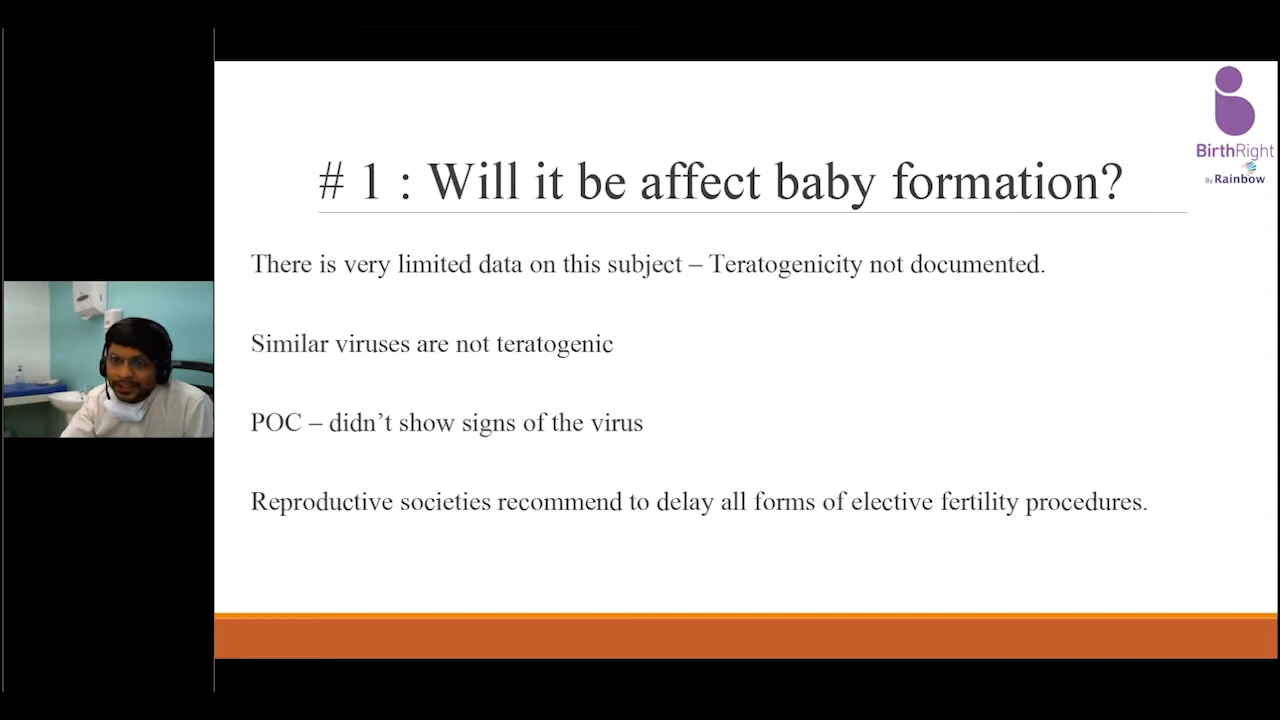 # 1 : Will it be affect baby formation?
There is very limited data on this subject – Teratogenicity not documented.
Similar viruses are not teratogenic
POC – didn’t show signs of the virus
Reproductive societies recommend to delay all forms of elective fertility procedures.
BirthRight
By Rainbow